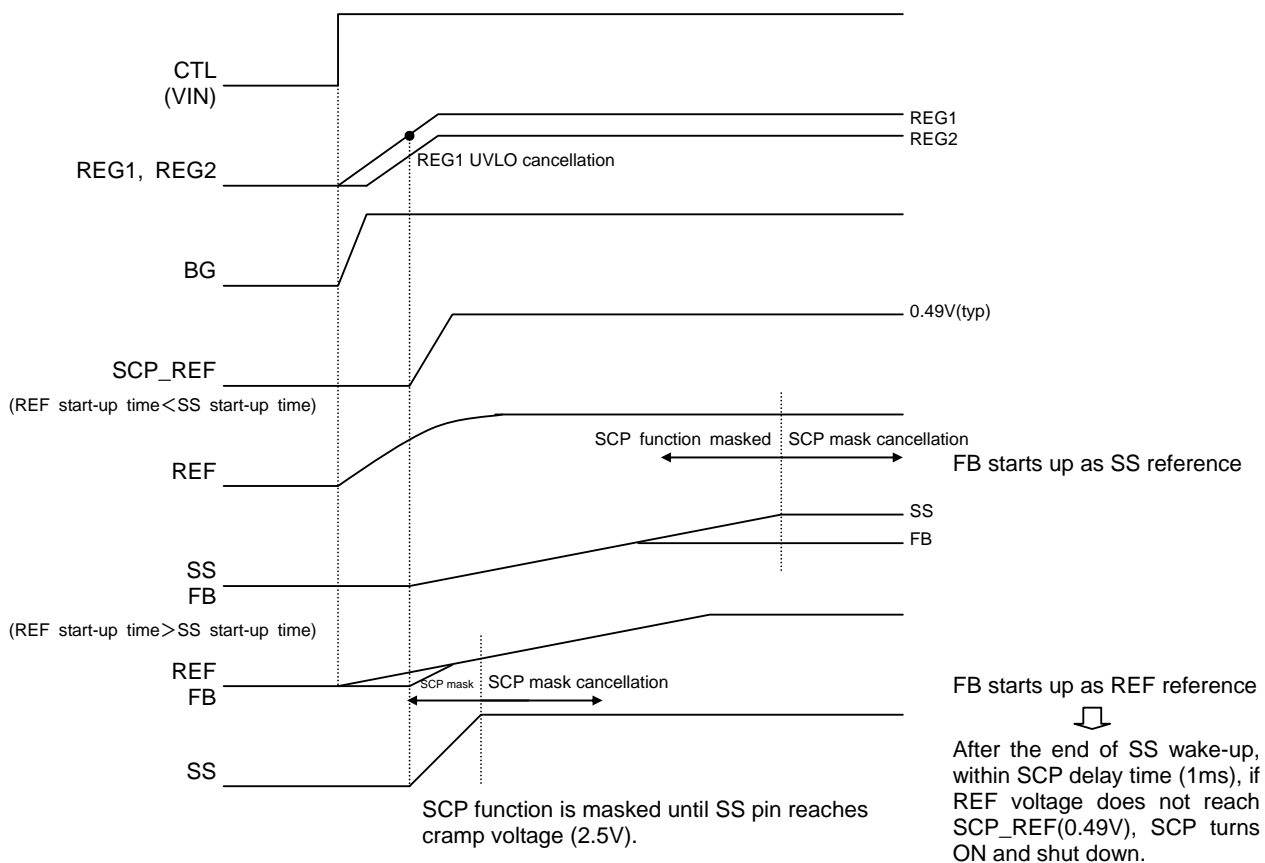 CTL
(VIN)
REG1
REG2
REG1 UVLO cancellation
REG1, REG2
BG
0.49V(typ)
SCP_REF
(REF start-up time＜SS start-up time)
SCP function masked
SCP mask cancellation
FB starts up as SS reference
REF
SS
FB
SS
FB
(REF start-up time＞SS start-up time)
REF
FB
SCP mask
SCP mask cancellation
FB starts up as REF reference
SS
After the end of SS wake-up,
within SCP delay time (1ms), if
REF voltage does not reach
SCP_REF(0.49V), SCP turns
ON and shut down.
SCP function is masked until SS pin reaches
cramp voltage (2.5V).